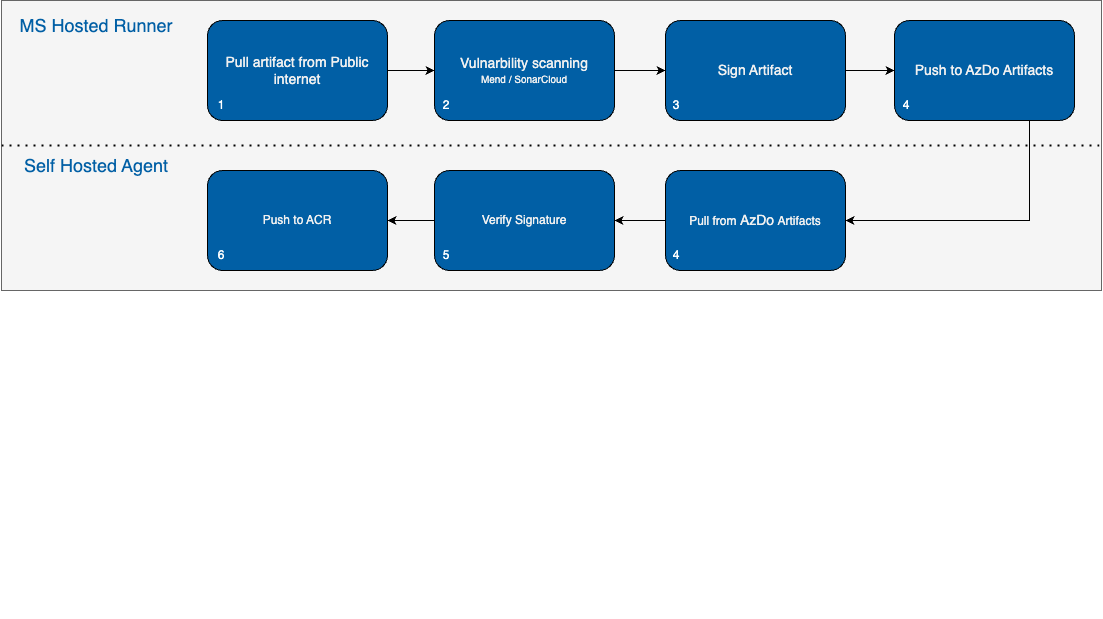 MS Hosted Runner
Pull artifact from Public
internet
1
Vulnarbility scanning
Mend / SonarCloud
2
Sign Artifact
3
Push to AzDo Artifacts
4
Self Hosted Agent
Push to ACR
6
Verify Signature
5
Pull from AzDo Artifacts
4